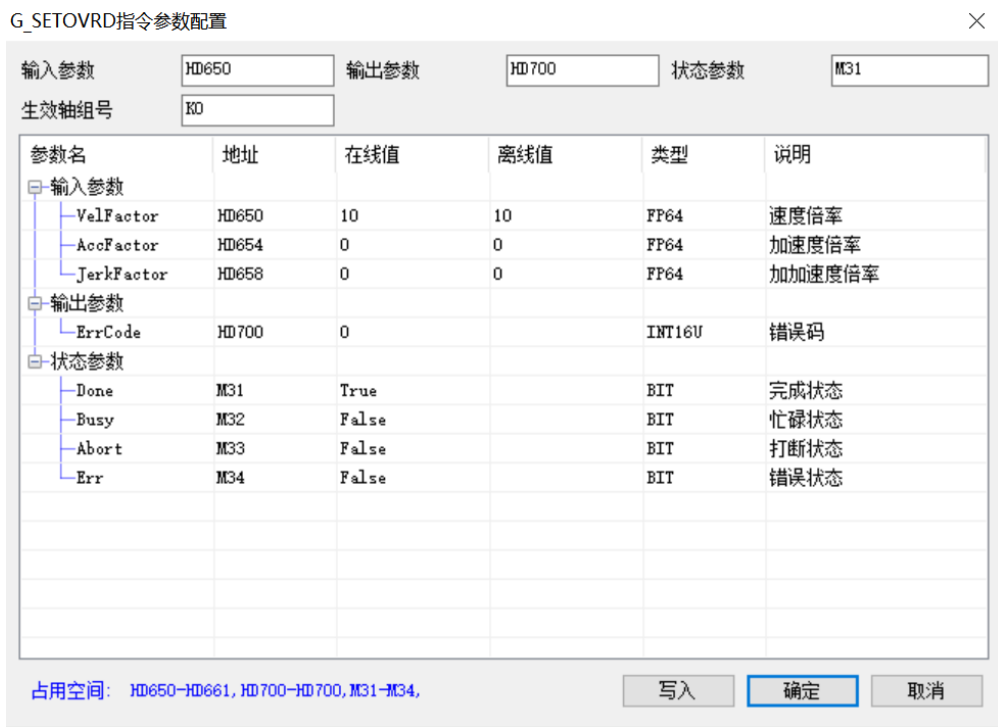 G_SETOVRD指令参数配置
输入参数 HD650 输出参数 HD700 状态参数 M31
生效轴组号 K0
参数名 地址 在线值 离线值 类型 说明
输入参数
VelFactor HD650 10 10 FP64 速度倍率
AccFactor HD654 0 0 FP64 加速度倍率
JerkFactor HD658 0 0 FP64 加加速度倍率
输出参数
ErrCode HD700 0 INT16U 错误码
状态参数
Done M31 True BIT 完成状态
Busy M32 False BIT 忙碌状态
Abort M33 False BIT 打断状态
Err M34 False BIT 错误状态
占用空间: HD650-HD661,HD700-HD700,M31-M34, 写入 确定 取消